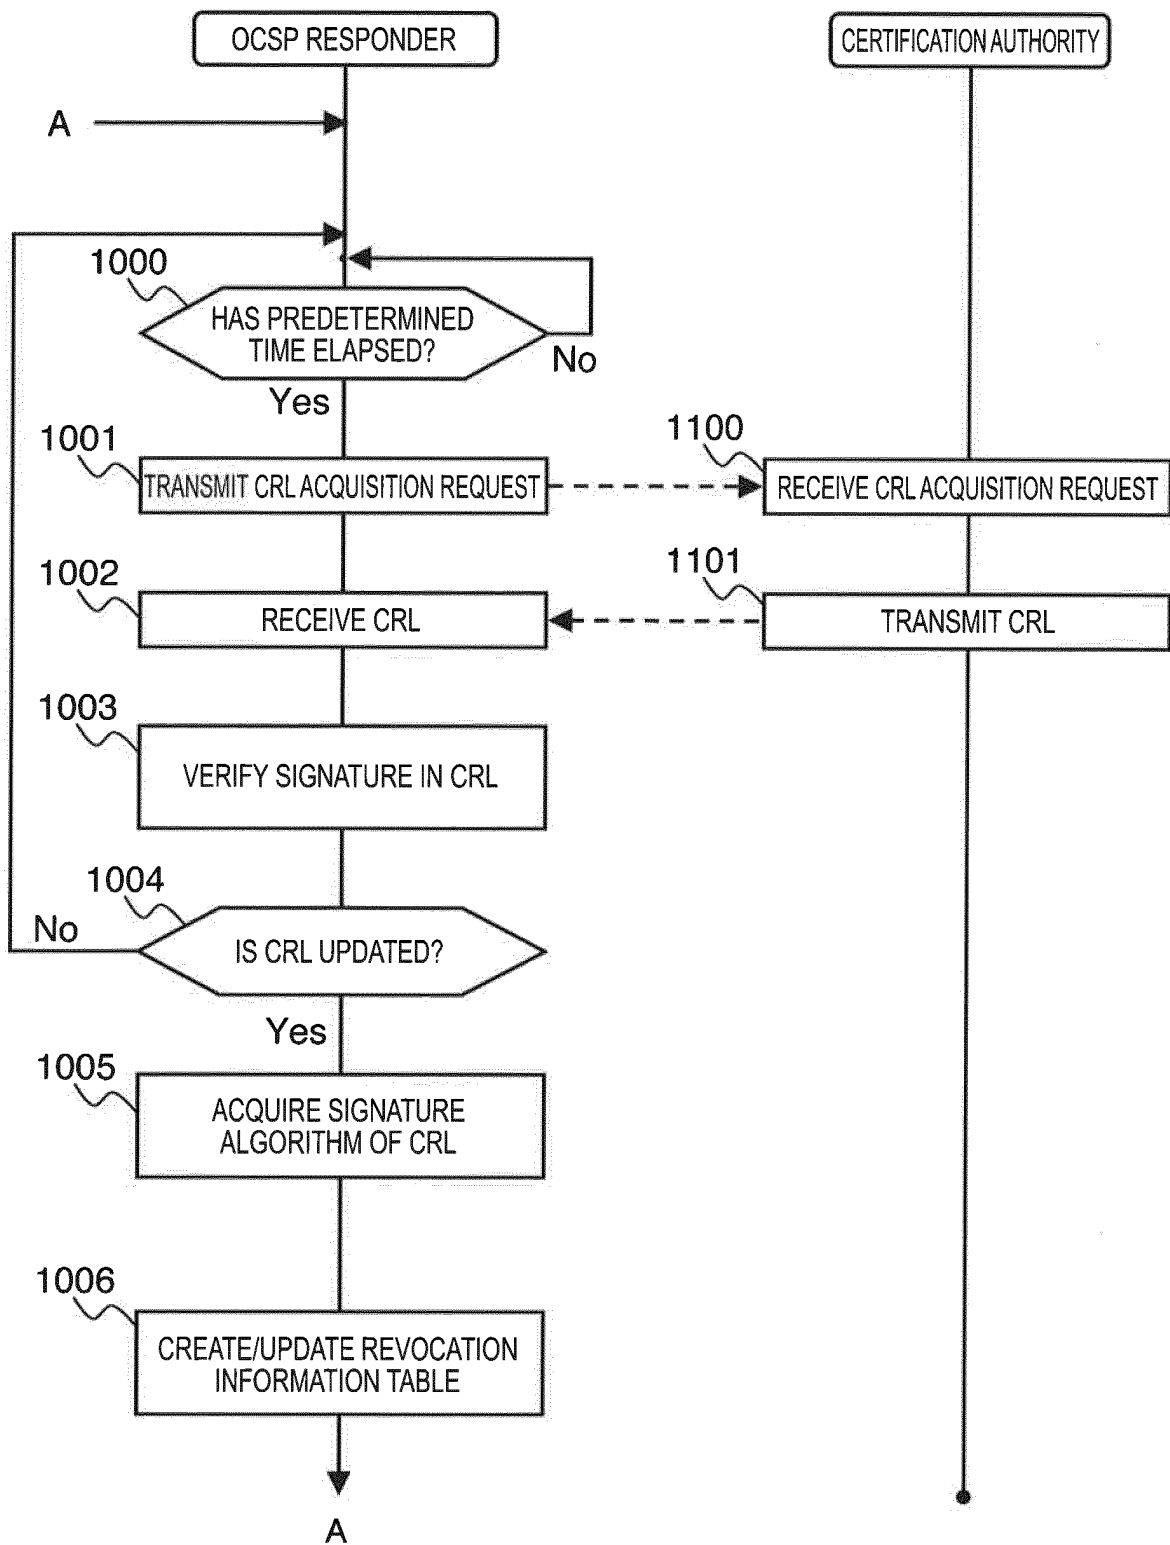 OCSP RESPONDER
CERTIFICATION AUTHORITY
A
1000
HAS PREDETERMINED
TIME ELAPSED?
No
Yes
1001
TRANSMIT CRL ACQUISITION REQUEST
1100
RECEIVE CRL ACQUISITION REQUEST
1002
RECEIVE CRL
1101
TRANSMIT CRL
1003
VERIFY SIGNATURE IN CRL
1004
No
IS CRL UPDATED?
Yes
1005
ACQUIRE SIGNATURE
ALGORITHM OF CRL
1006
CREATE/UPDATE REVOCATION
INFORMATION TABLE
A